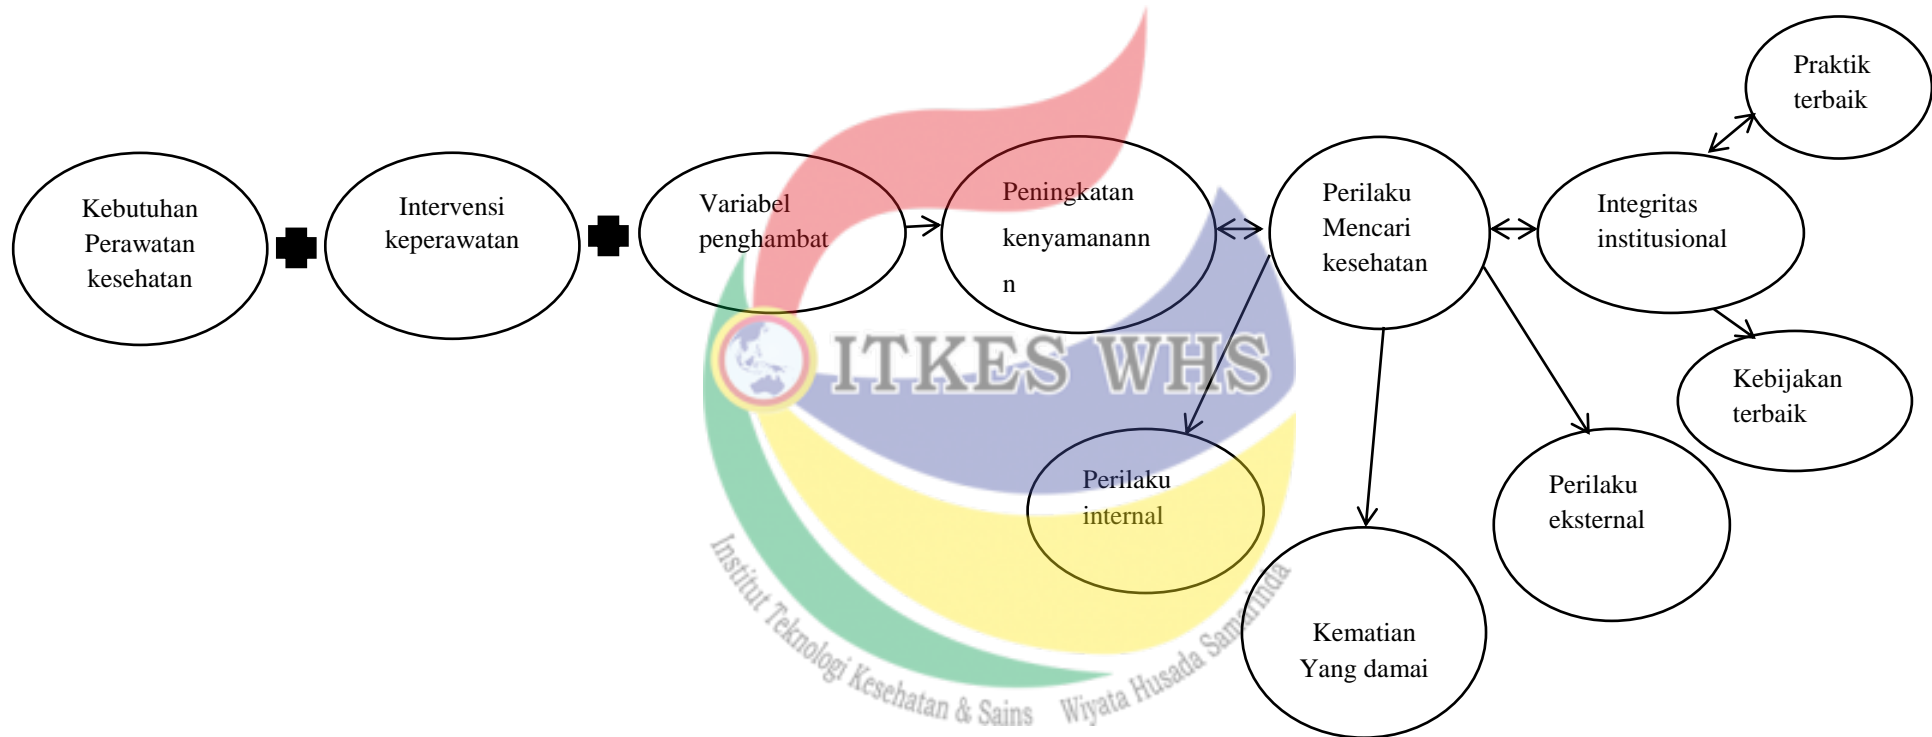 Kebutuhan
Perawatan
kesehatan
Intervensi
keperawatan
Variabel
penghambat
Peningkatan
kenyamanann
n
Perilaku
Mencari
kesehatan
Integritas
institusional
Praktik
terbaik
Kebijakan
terbaik
Perilaku
internal
Kematian
Yang damai
Perilaku
eksternal
ITKES WHS
Institut Teknologi Kesehatan & Sains Wiyata Husada Samarinda